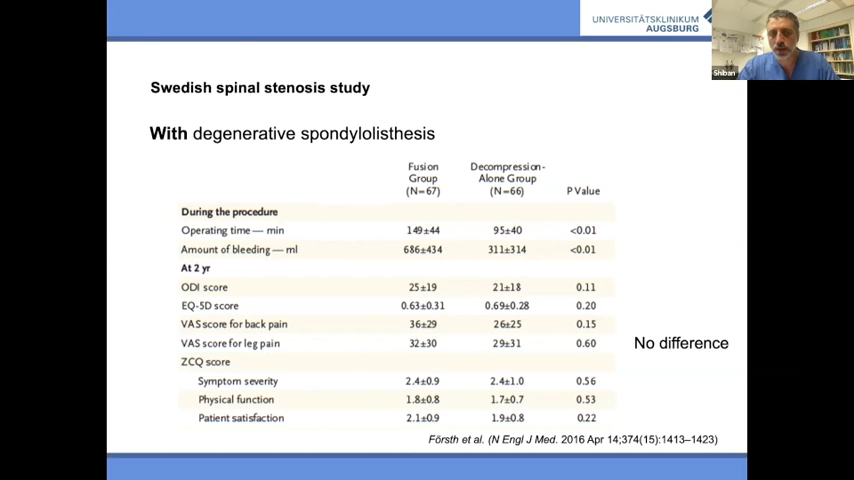 UNIVERSITÄTSKLINIKUM
AUGSBURG
Shiban
Swedish spinal stenosis study
With degenerative spondylolisthesis
Fusion Group (N=67) Decompression-Alone Group (N=66) P Value
During the procedure
Operating time — min 149±44 95±40 <0.01
Amount of bleeding — ml 686±434 311±314 <0.01
At 2 yr
ODI score 25±19 21±18 0.11
EQ-5D score 0.63±0.31 0.69±0.28 0.20
VAS score for back pain 36±29 26±25 0.15
VAS score for leg pain 32±30 29±31 0.60
No difference
ZCQ score
Symptom severity 2.4±0.9 2.4±1.0 0.56
Physical function 1.8±0.8 1.7±0.7 0.53
Patient satisfaction 2.1±0.9 1.9±0.8 0.22
Försth et al. (N Engl J Med. 2016 Apr 14;374(15):1413–1423)